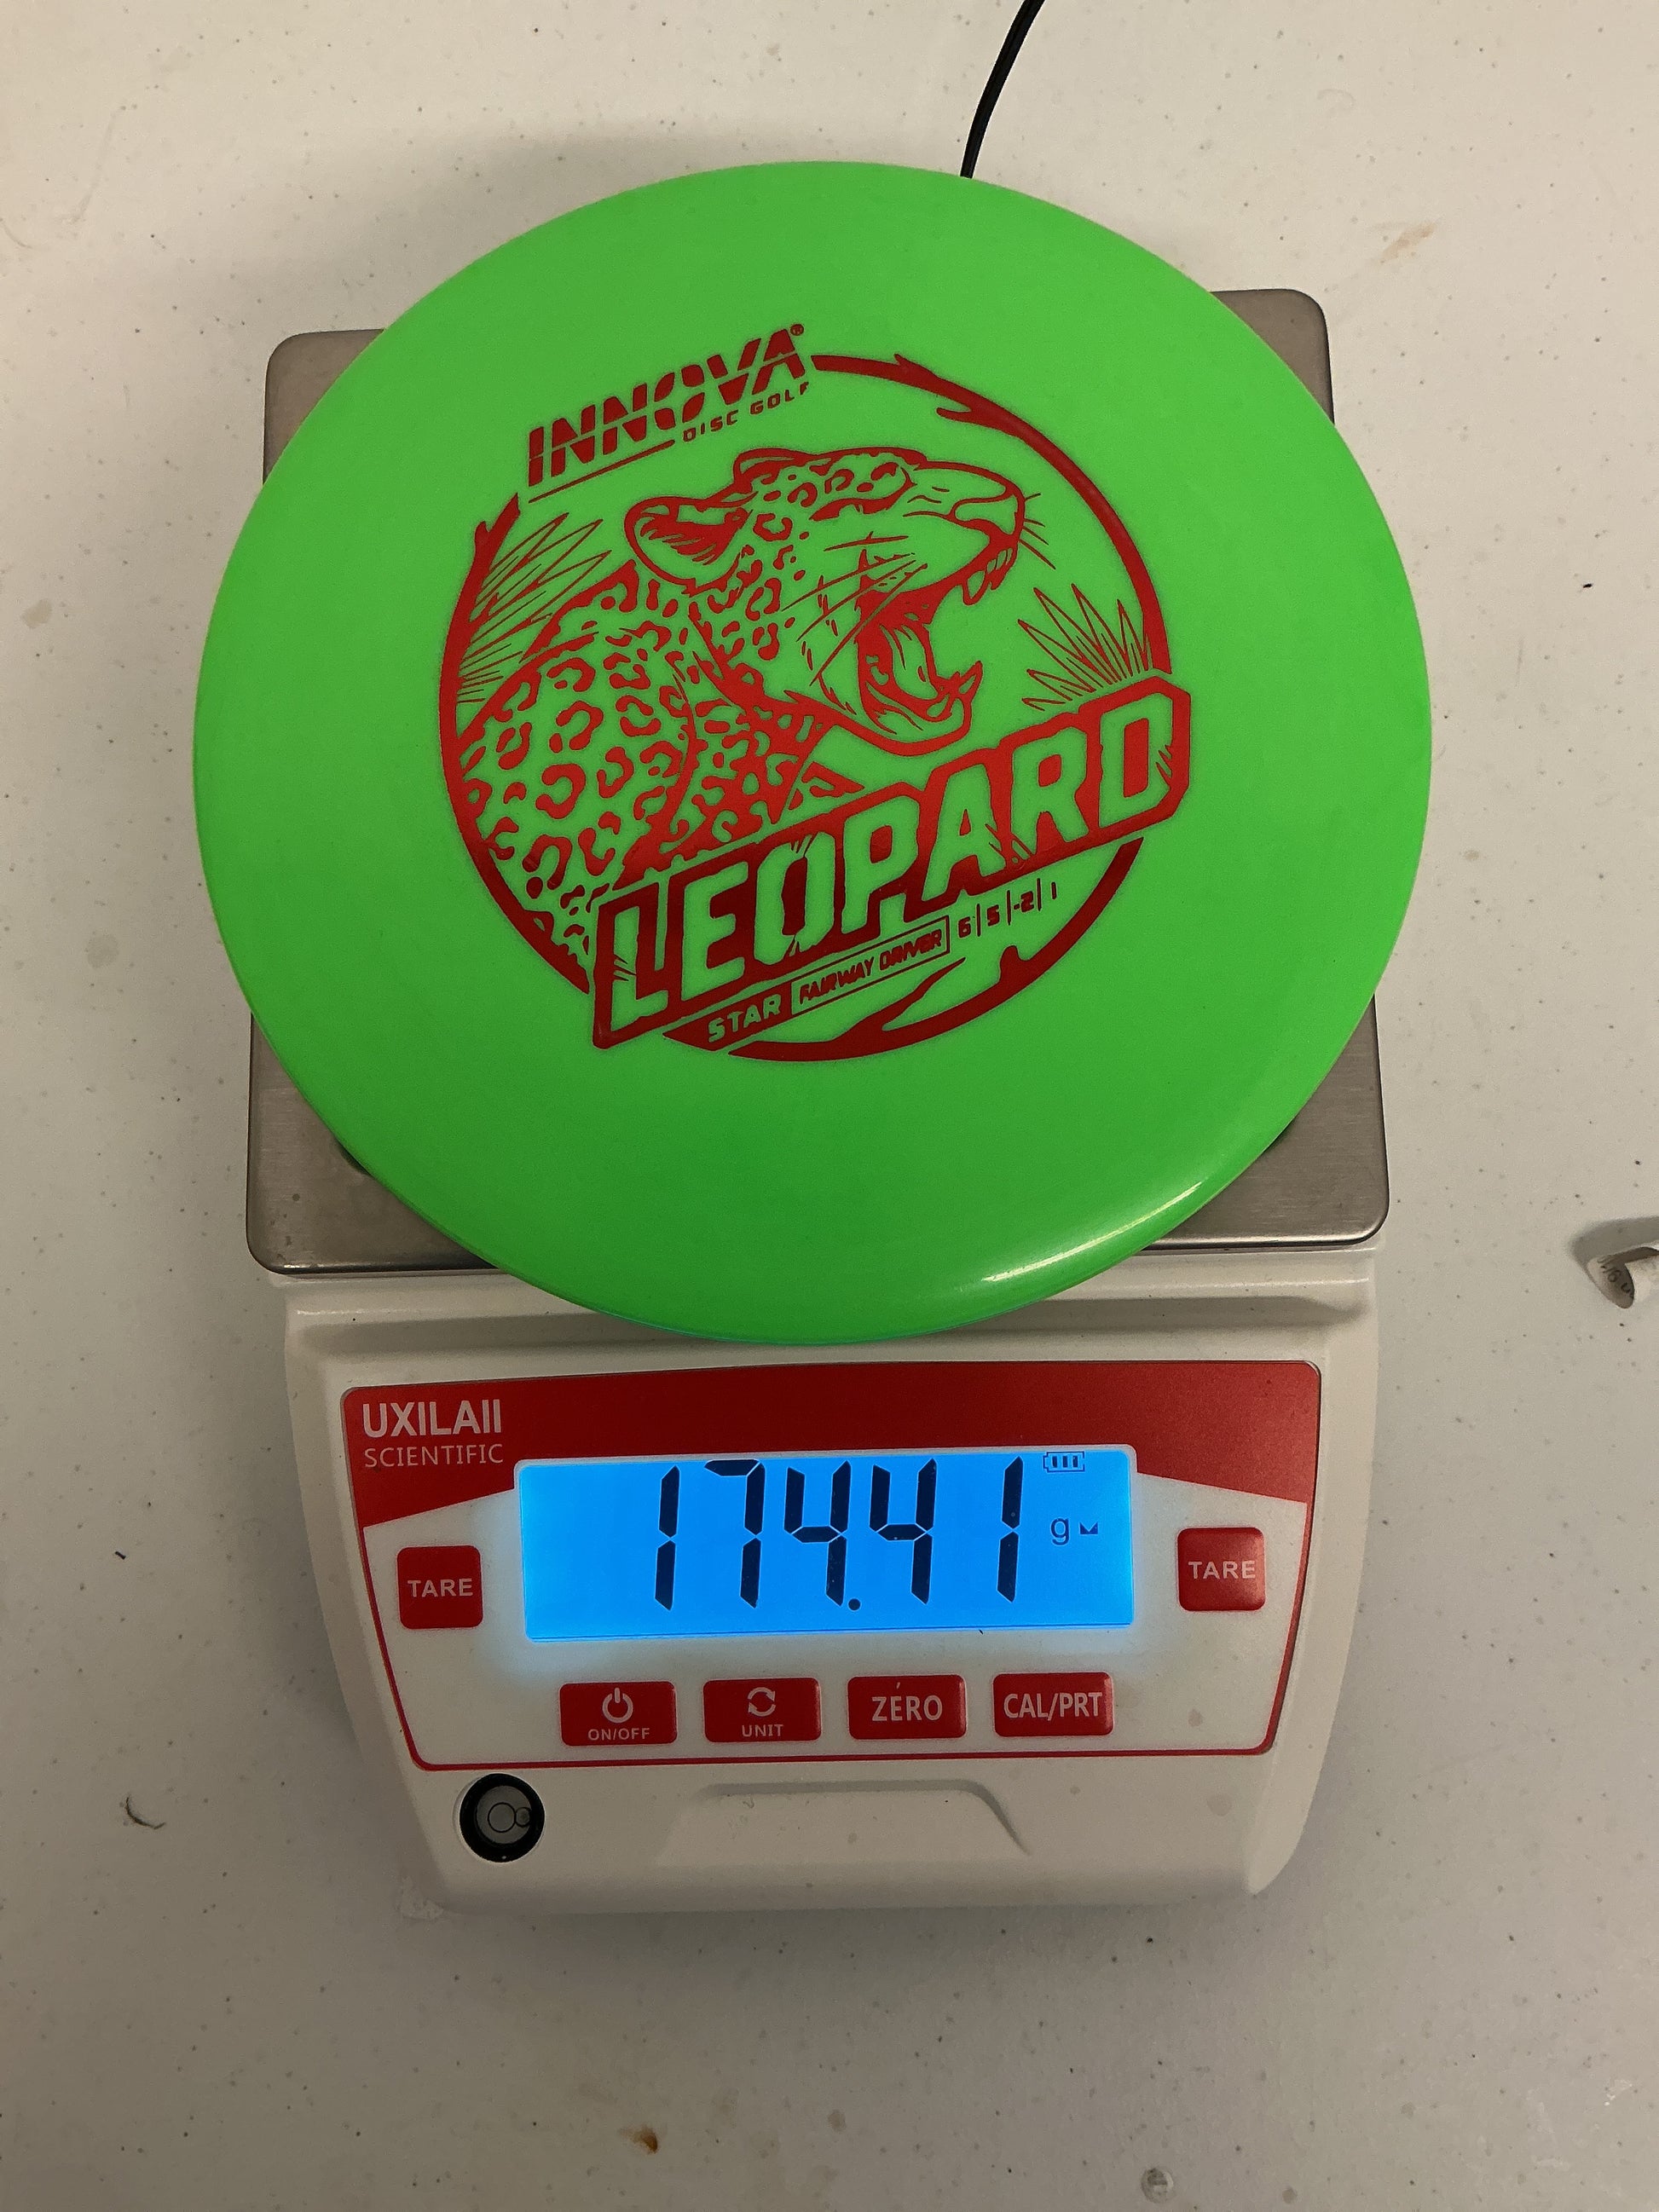 INNOVA®
DISC GOLF
LEOPARD
STAR FAIRWAY DRIVER 6|5|-2|1
UXILAII
SCIENTIFIC
174.41 g
TARE
TARE
ON/OFF
UNIT
ZÉRO
CAL/PRT